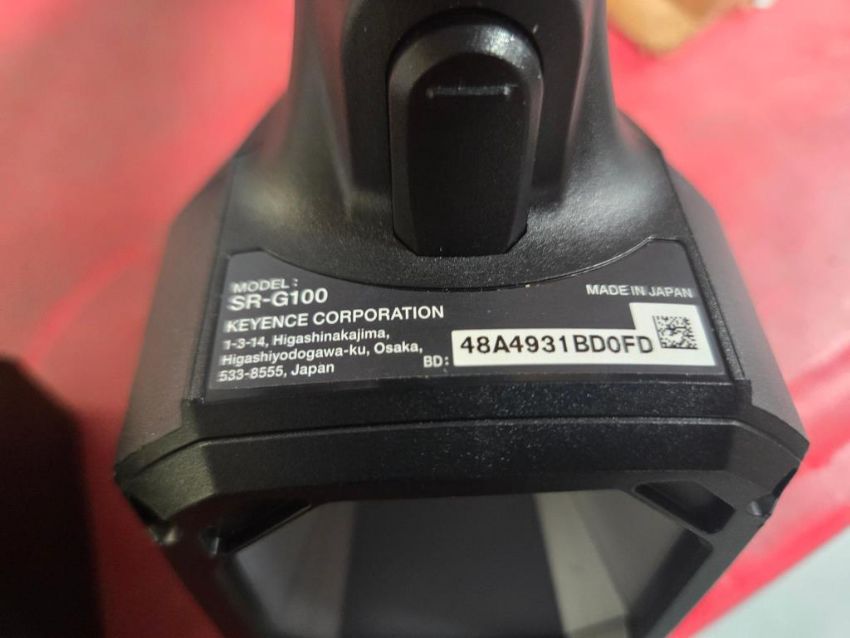 MODEL:
SR-G100
KEYENCE CORPORATION
1-3-14, Higashinakajima,
Higashiyodogawa-ku, Osaka,
533-8555, Japan
MADE IN JAPAN
BD: 48A4931BD0FD